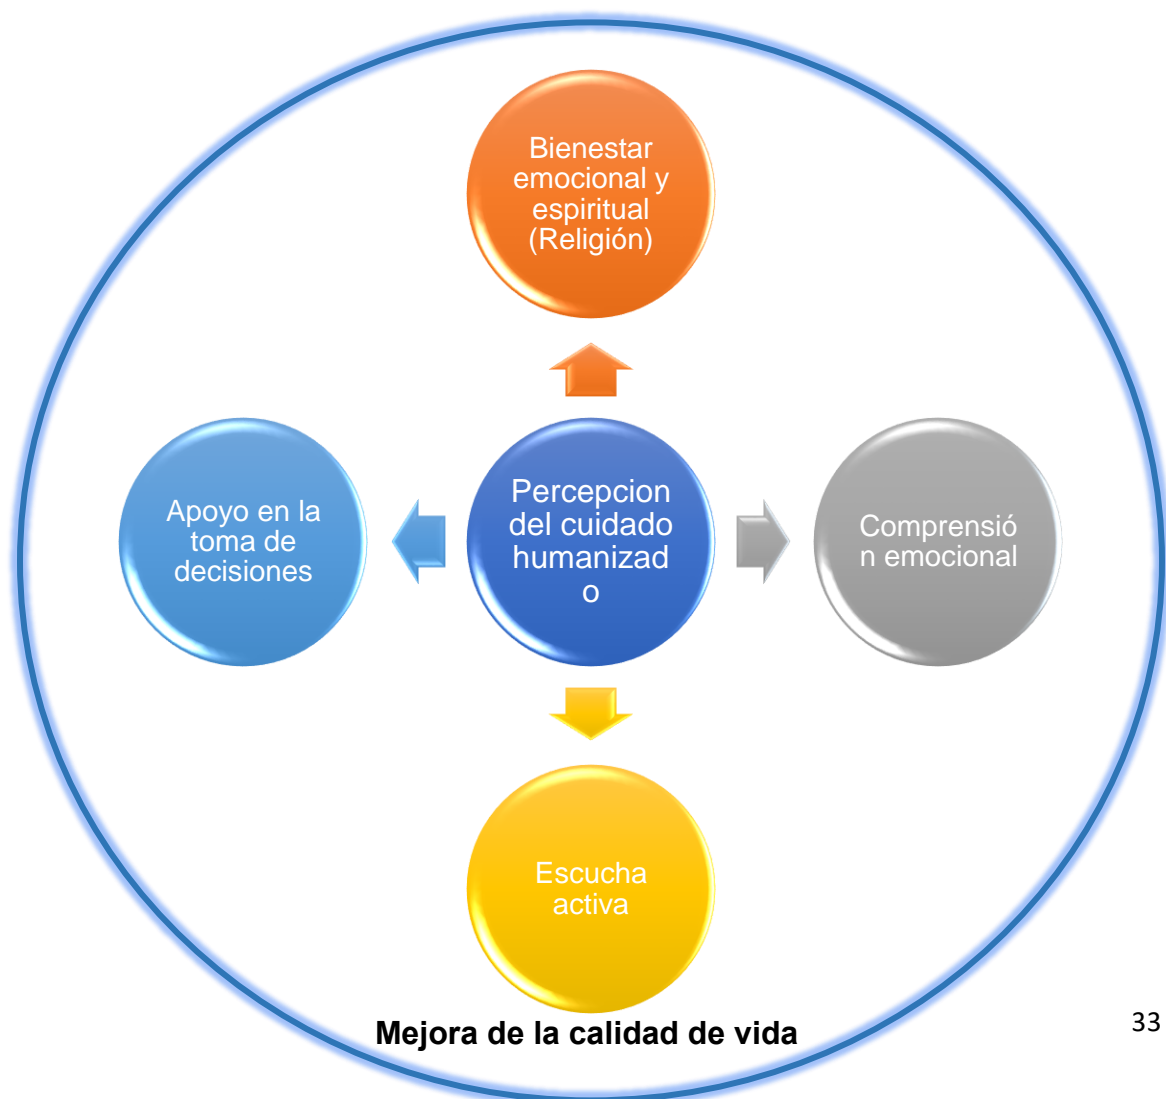 Bienestar
emocional y
espiritual
(Religión)
Apoyo en la
toma de
decisiones
Percepcion
del cuidado
humanizad
o
Comprensió
n emocional
Escucha
activa
Mejora de la calidad de vida
33